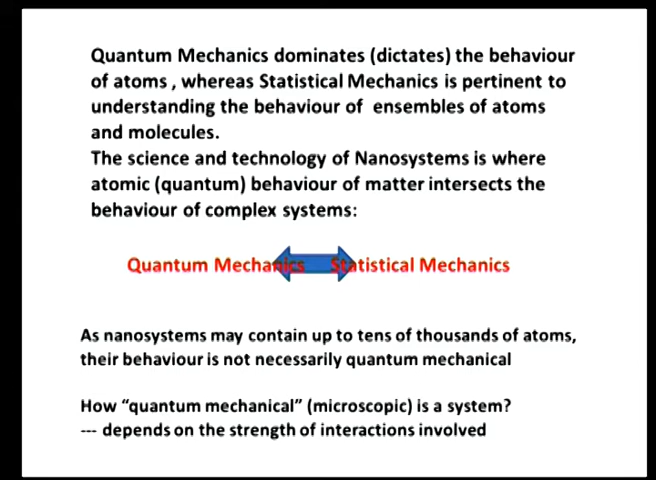 Quantum Mechanics dominates (dictates) the behaviour
of atoms , whereas Statistical Mechanics is pertinent to
understanding the behaviour of ensembles of atoms
and molecules.
The science and technology of Nanosystems is where
atomic (quantum) behaviour of matter intersects the
behaviour of complex systems:
Quantum Mechanics Statistical Mechanics
As nanosystems may contain up to tens of thousands of atoms,
their behaviour is not necessarily quantum mechanical
How “quantum mechanical” (microscopic) is a system?
--- depends on the strength of interactions involved